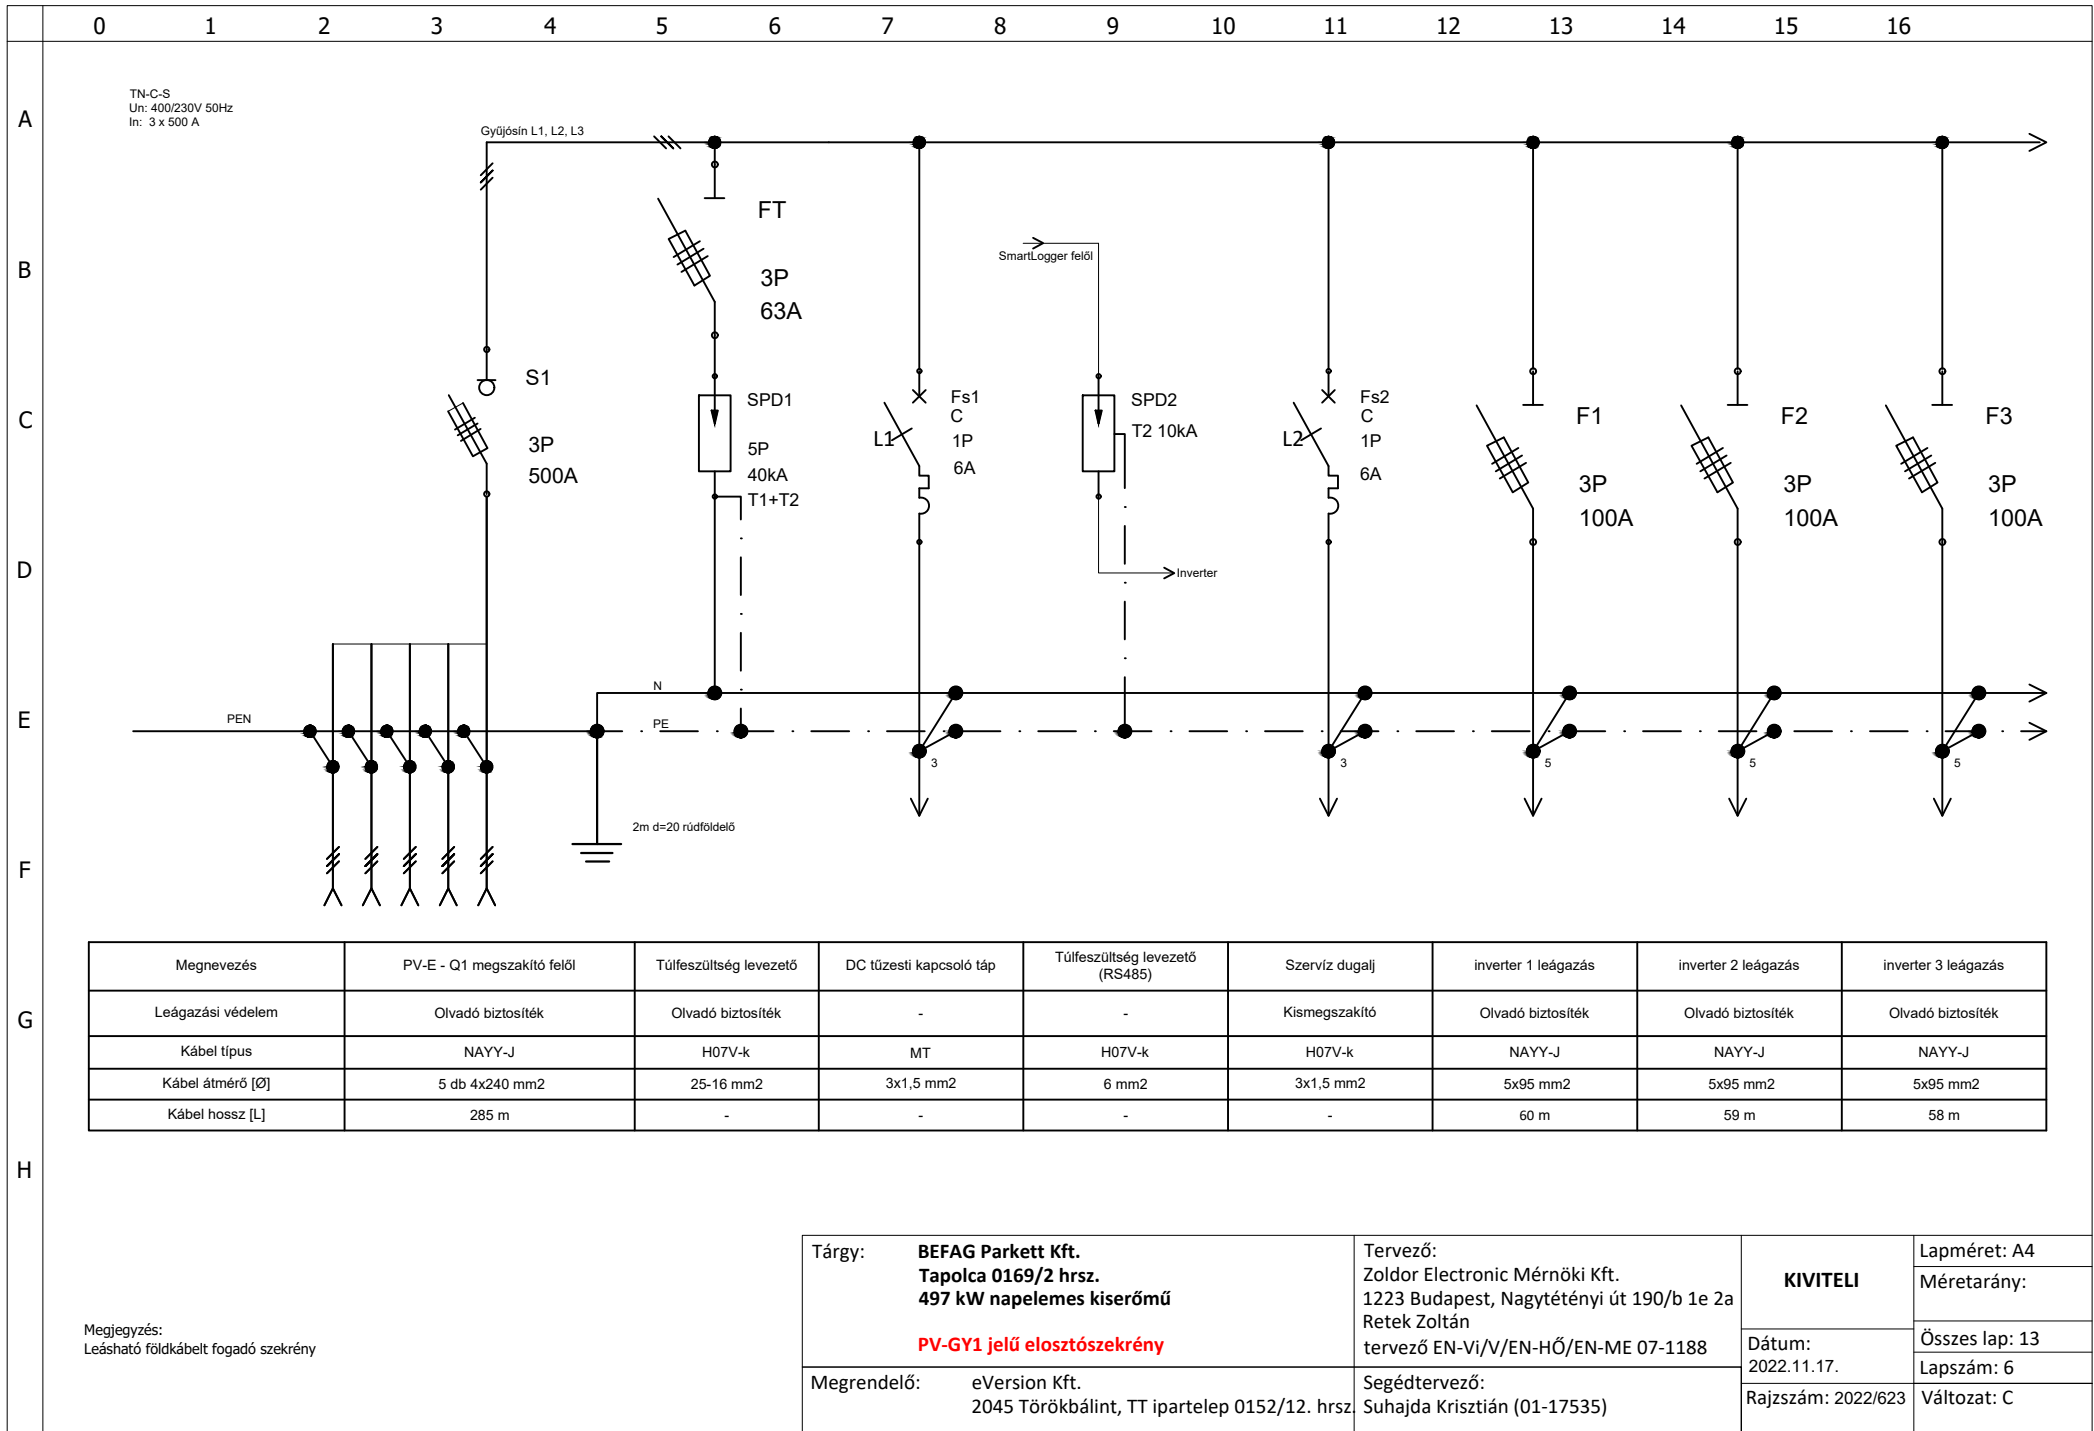 0 1 2 3 4 5 6 7 8 9 10 11 12 13 14 15 16
A
B
C
D
E
F
G
H
TN-C-S
Un: 400/230V 50Hz
In: 3 x 500 A
Gyűjósín L1, L2, L3
FT
3P
63A
SmartLogger felől
S1
3P
500A
SPD1
5P
40kA
T1+T2
L1
Fs1
C
1P
6A
SPD2
T2 10kA
Inverter
L2
Fs2
C
1P
6A
F1
3P
100A
F2
3P
100A
F3
3P
100A
N
PEN
PE
3
3
5
5
5
2m d=20 rúdföldelő
Megnevezés PV-E - Q1 megszakító felől Túlfeszültség levezető DC tűzesti kapcsoló táp Túlfeszültség levezető (RS485) Szervíz dugalj inverter 1 leágazás inverter 2 leágazás inverter 3 leágazás
Leágazási védelem Olvadó biztosíték Olvadó biztosíték - - Kismegszakító Olvadó biztosíték Olvadó biztosíték Olvadó biztosíték
Kábel típus NAYY-J H07V-k MT H07V-k H07V-k NAYY-J NAYY-J NAYY-J
Kábel átmérő [Ø] 5 db 4x240 mm2 25-16 mm2 3x1,5 mm2 6 mm2 3x1,5 mm2 5x95 mm2 5x95 mm2 5x95 mm2
Kábel hossz [L] 285 m - - - - 60 m 59 m 58 m
Megjegyzés:
Leásható földkábelt fogadó szekrény
Tárgy: BEFAG Parkett Kft.
Tapolca 0169/2 hrsz.
497 kW napelemes kiserőmű
PV-GY1 jelű elosztószekrény
Megrendelő: eVersion Kft.
2045 Törökbálint, TT ipartelep 0152/12. hrsz.
Tervező:
Zoldor Electronic Mérnöki Kft.
1223 Budapest, Nagytétényi út 190/b 1e 2a
Retek Zoltán
tervező EN-Vi/V/EN-HŐ/EN-ME 07-1188
Segédtervező:
Suhajda Krisztián (01-17535)
KIVITELI
Dátum:
2022.11.17.
Rajzszám: 2022/623
Lapméret: A4
Méretarány:
Összes lap: 13
Lapszám: 6
Változat: C